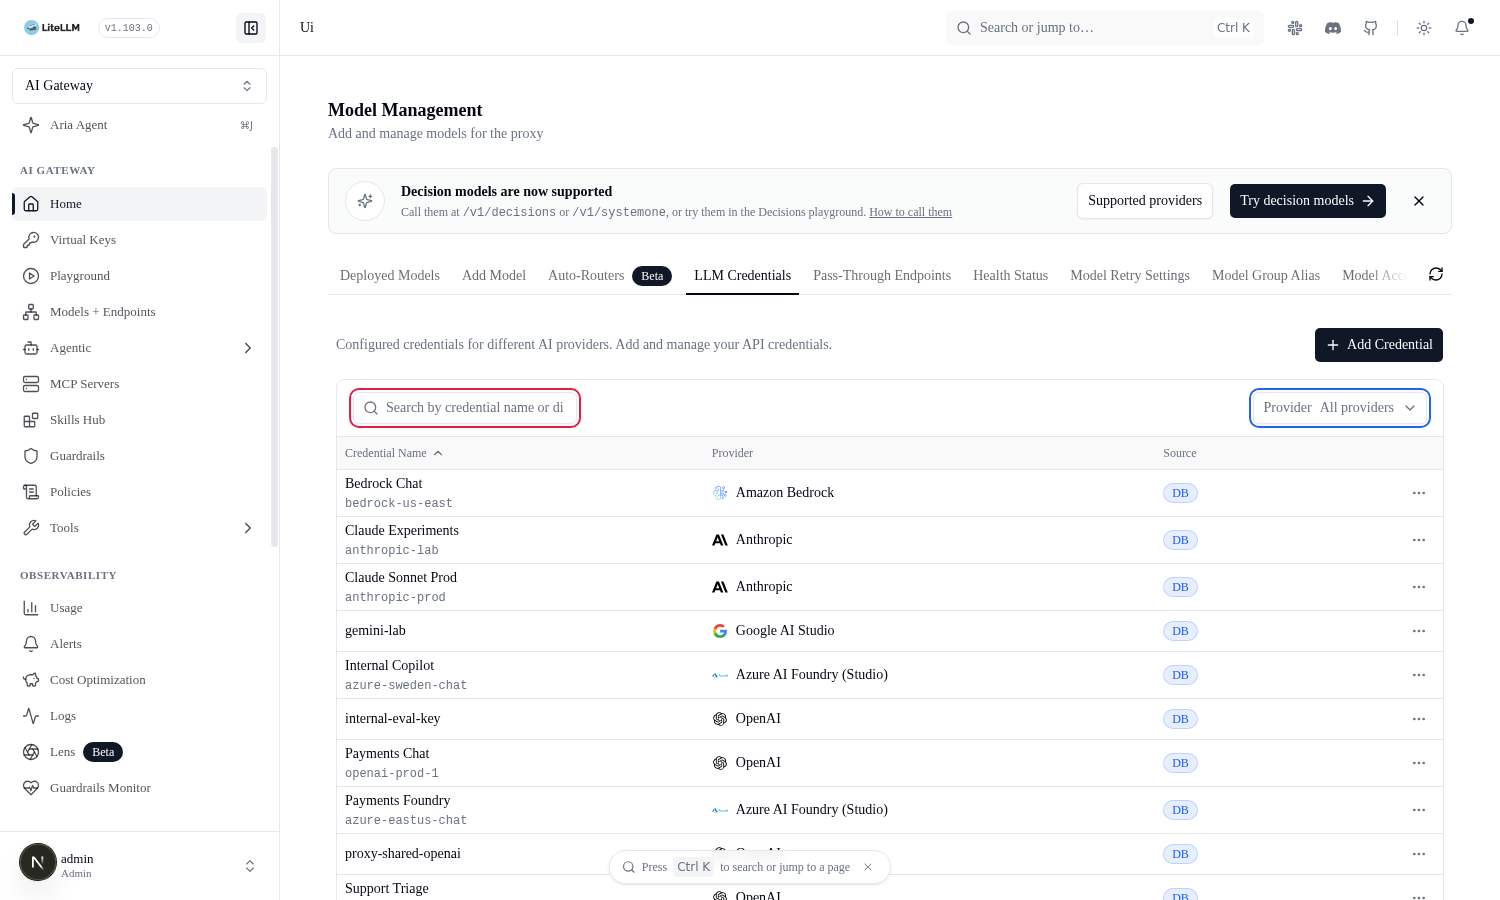 LiteLLM
v1.103.0
Ui
Search or jump to…
Ctrl K
AI Gateway
Aria Agent
⌘J
AI GATEWAY
Home
Virtual Keys
Playground
Models + Endpoints
Agentic
MCP Servers
Skills Hub
Guardrails
Policies
Tools
OBSERVABILITY
Usage
Alerts
Cost Optimization
Logs
Lens Beta
Guardrails Monitor
N
admin
Admin
Model Management
Add and manage models for the proxy
Decision models are now supported
Call them at /v1/decisions or /v1/systemone, or try them in the Decisions playground. How to call them
Supported providers
Try decision models
Deployed Models Add Model Auto-Routers Beta LLM Credentials Pass-Through Endpoints Health Status Model Retry Settings Model Group Alias Model
Configured credentials for different AI providers. Add and manage your API credentials.
Add Credential
Search by credential name or di
Provider All providers
Credential Name Provider Source
Bedrock Chat
bedrock-us-east
Amazon Bedrock
DB
Claude Experiments
anthropic-lab
Anthropic
DB
Claude Sonnet Prod
anthropic-prod
Anthropic
DB
gemini-lab
Google AI Studio
DB
Internal Copilot
azure-sweden-chat
Azure AI Foundry (Studio)
DB
internal-eval-key
OpenAI
DB
Payments Chat
openai-prod-1
OpenAI
DB
Payments Foundry
azure-eastus-chat
Azure AI Foundry (Studio)
DB
proxy-shared-openai
DB
Press Ctrl K to search or jump to a page
Support Triage
OpenAI
DB